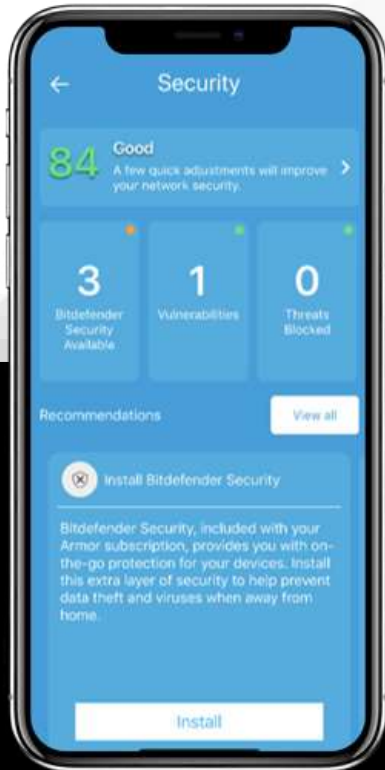 Security
84
Good
A few quick adjustments will improve
your network security.
3
Bitdefender
Security
Available
1
Vulnerabilities
0
Threats
Blocked
Recommendations
View all
Install Bitdefender Security
Bitdefender Security, included with your
Armor subscription, provides you with on-
the-go protection for your devices. Install
this extra layer of security to help prevent
data theft and viruses when away from
home.
Install